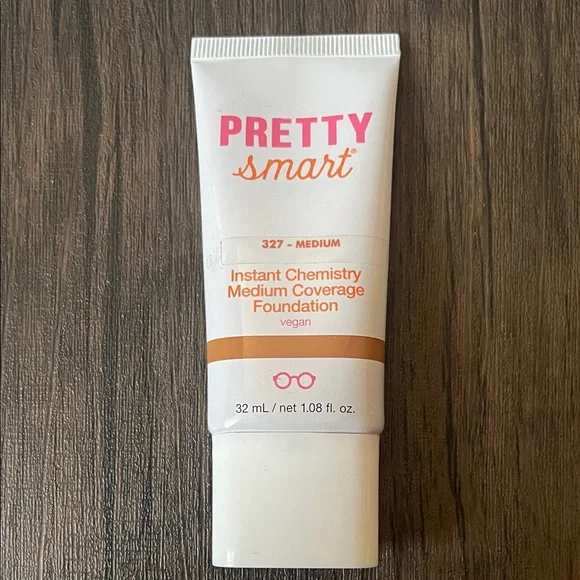 PRETTY
smart®
327 - MEDIUM
Instant Chemistry
Medium Coverage
Foundation
vegan
32 mL / net 1.08 fl. oz.